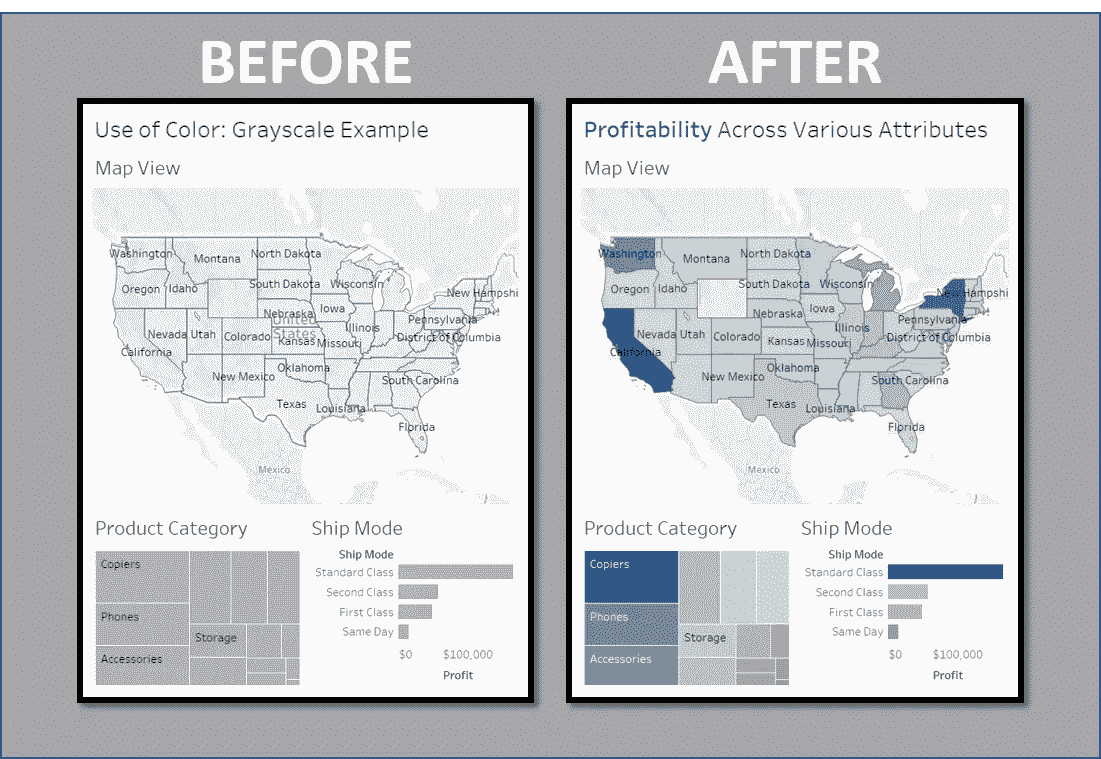 BEFORE
AFTER
Use of Color: Grayscale Example
Map View
Washington
Montana
North Dakota
Oregon
Idaho
South Dakota
Wisconsin
New Hampshi
Nebraska
Iowa
United
States
Pennsylvania
Nevada
Utah
Colorado
Kansas
Missouri
Illinois
District of Columbia
California
Oklahoma
New Mexico
South Carolina
Texas
Louisiana
Florida
Mexico
Product Category
Copiers
Phones
Storage
Accessories
Ship Mode
Ship Mode
Standard Class
Second Class
First Class
Same Day
$0 $100,000
Profit
Profitability Across Various Attributes
Map View
Washington
Montana
North Dakota
Oregon
Idaho
South Dakota
Wisconsin
New Hampshi
Nebraska
Iowa
Pennsylvania
Nevada
Utah
Colorado
Kansas
Missouri
Illinois
District of Columbia
California
Oklahoma
New Mexico
South Carolina
Texas
Louisiana
Florida
Mexico
Product Category
Copiers
Phones
Storage
Accessories
Ship Mode
Ship Mode
Standard Class
Second Class
First Class
Same Day
$0 $100,000
Profit